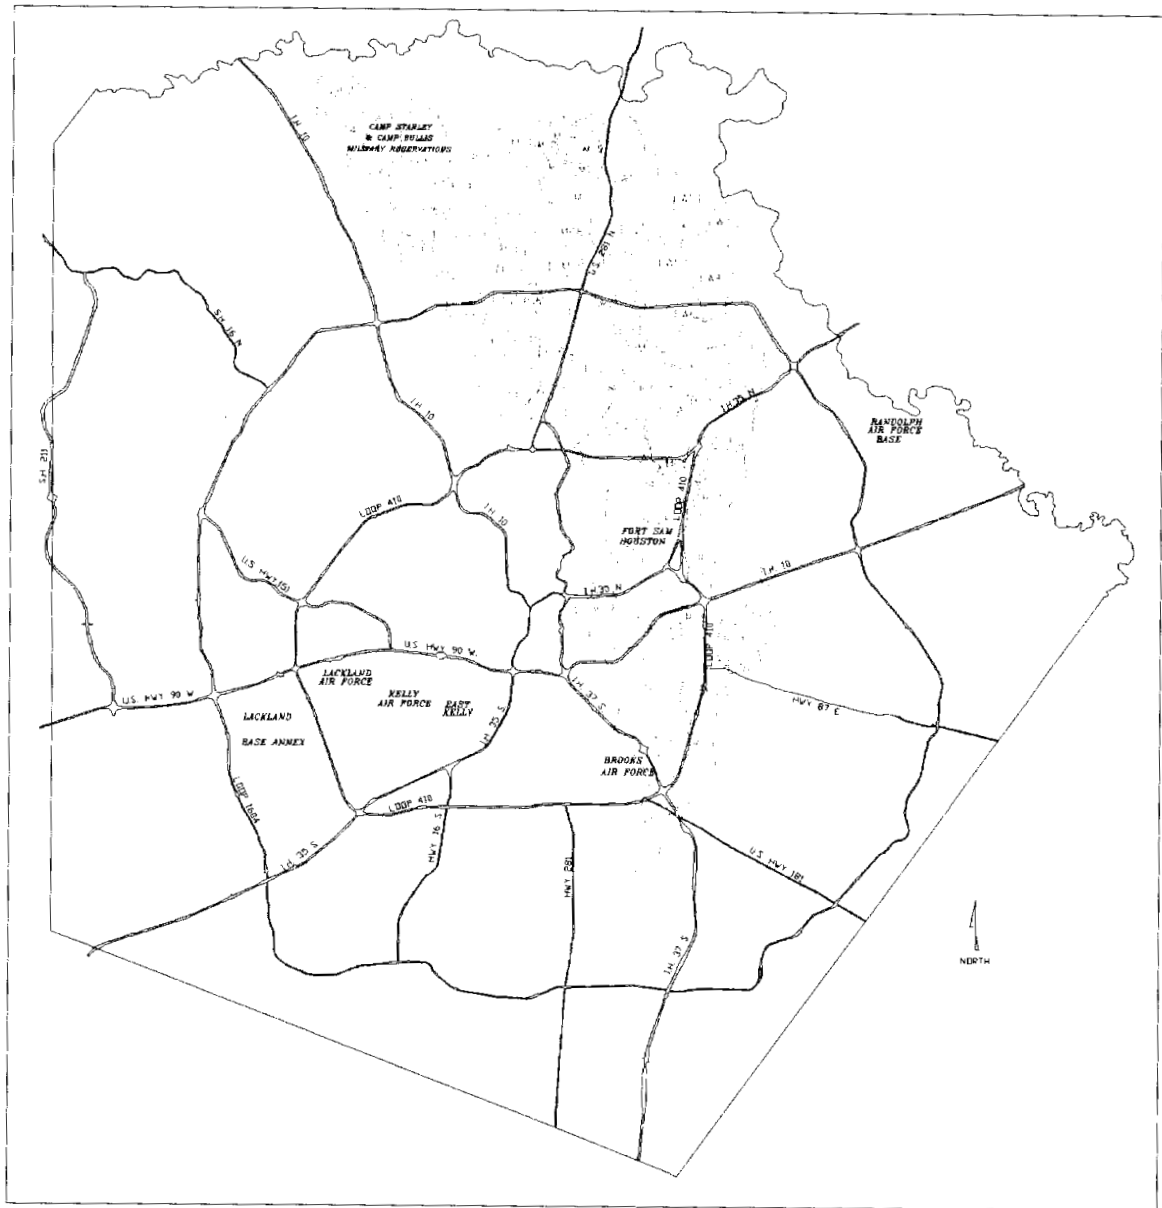 CAMP STANLEY
& CAMP BULLIS
MILITARY RESERVATIONS
I.H. 10
U.S. 281 N
S.H. 16 N
I.H. 10
I.H. 35 N
RANDOLPH
AIR FORCE
BASE
S.H. 211
LOOP 410
I.H. 10
LOOP 410
FORT SAM
HOUSTON
U.S. HWY 151
I.H. 35 N
I.H. 10
LOOP 410
U.S. HWY 90 W.
LACKLAND
AIR FORCE
KELLY
AIR FORCE
EAST
KELLY
U.S. HWY 90 W
I.H. 37 S
HWY 87 E
LACKLAND
BASE ANNEX
I.H. 35 S
BROOKS
AIR FORCE
LOOP 1604
LOOP 410
HWY 16 S
I.H. 35 S
HWY 281
U.S. HWY 181
I.H. 37 S
NORTH